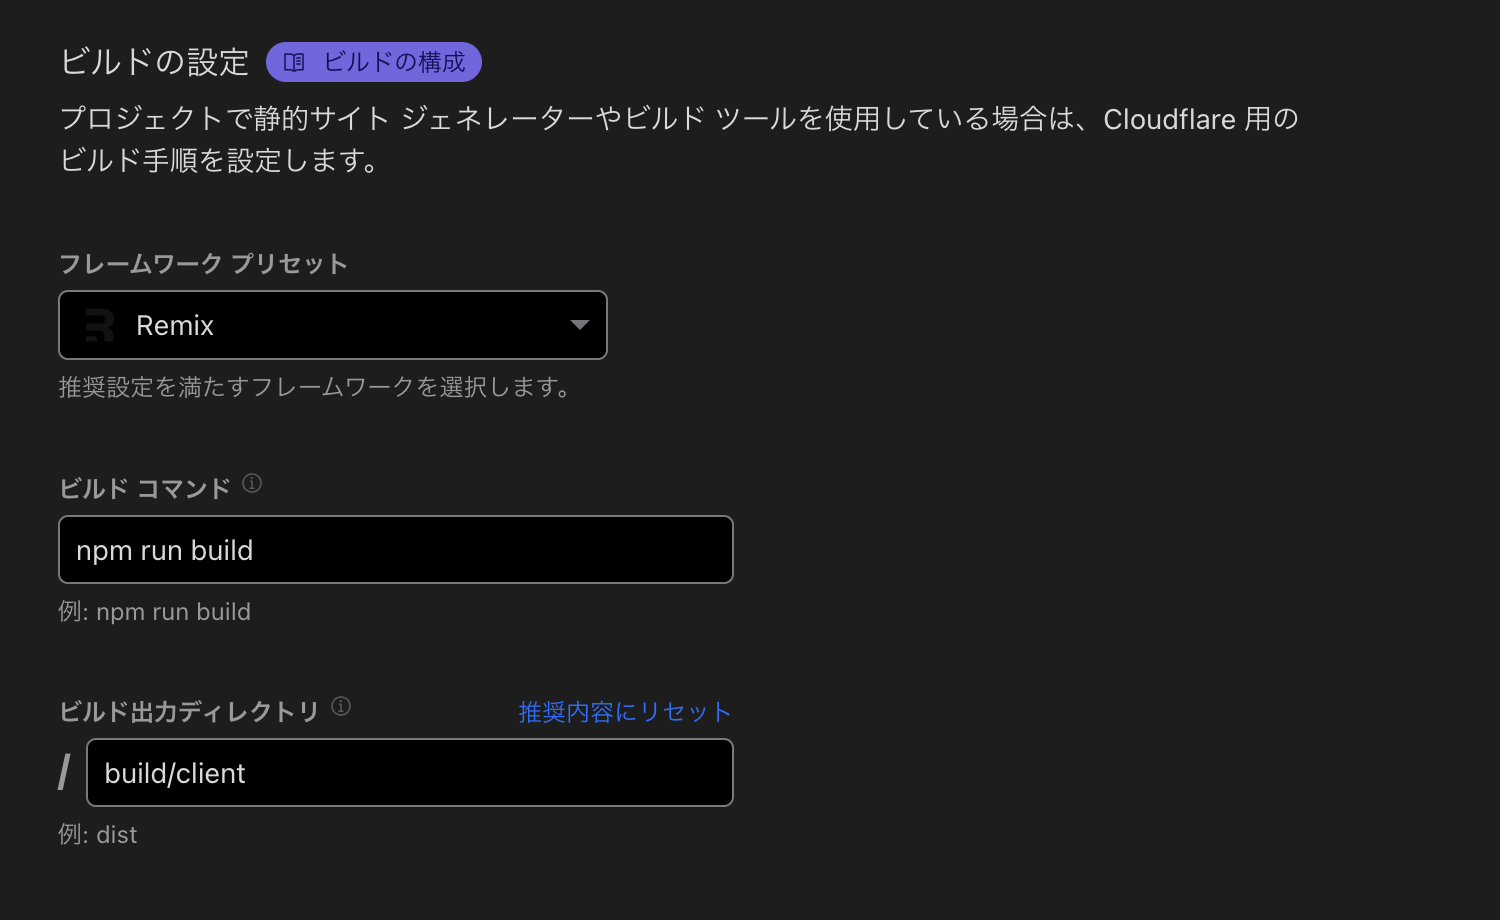 ビルドの設定 ビルドの構成
プロジェクトで静的サイト ジェネレーターやビルド ツールを使用している場合は、Cloudflare 用の
ビルド手順を設定します。
フレームワーク プリセット
Remix
推奨設定を満たすフレームワークを選択します。
ビルド コマンド
npm run build
例: npm run build
ビルド出力ディレクトリ 推奨内容にリセット
/ build/client
例: dist